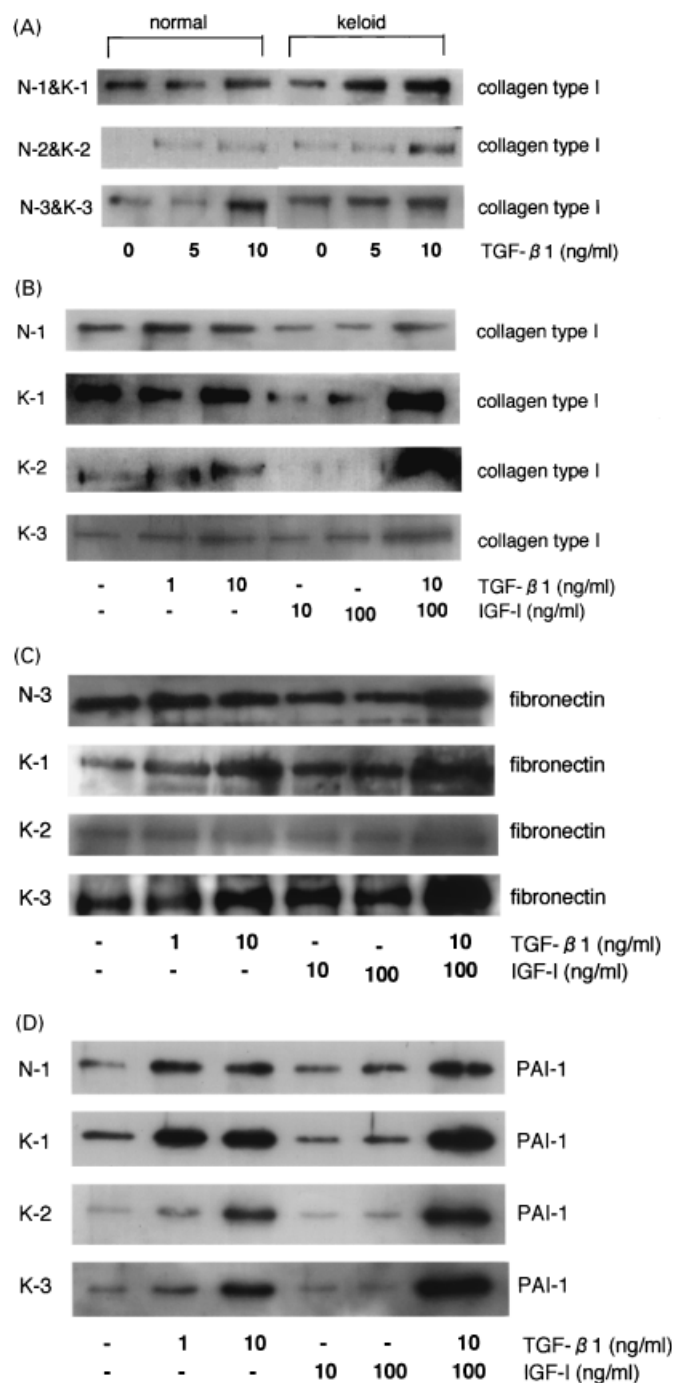 (A)
normal keloid
N-1&K-1 collagen type I
N-2&K-2 collagen type I
N-3&K-3 collagen type I
0 5 10 0 5 10 TGF-β1 (ng/ml)
(B)
N-1 collagen type I
K-1 collagen type I
K-2 collagen type I
K-3 collagen type I
- 1 10 - - 10 TGF-β1 (ng/ml)
- - - 10 100 100 IGF-I (ng/ml)
(C)
N-3 fibronectin
K-1 fibronectin
K-2 fibronectin
K-3 fibronectin
- 1 10 - - 10 TGF-β1 (ng/ml)
- - - 10 100 100 IGF-I (ng/ml)
(D)
N-1 PAI-1
K-1 PAI-1
K-2 PAI-1
K-3 PAI-1
- 1 10 - - 10 TGF-β1 (ng/ml)
- - - 10 100 100 IGF-I (ng/ml)